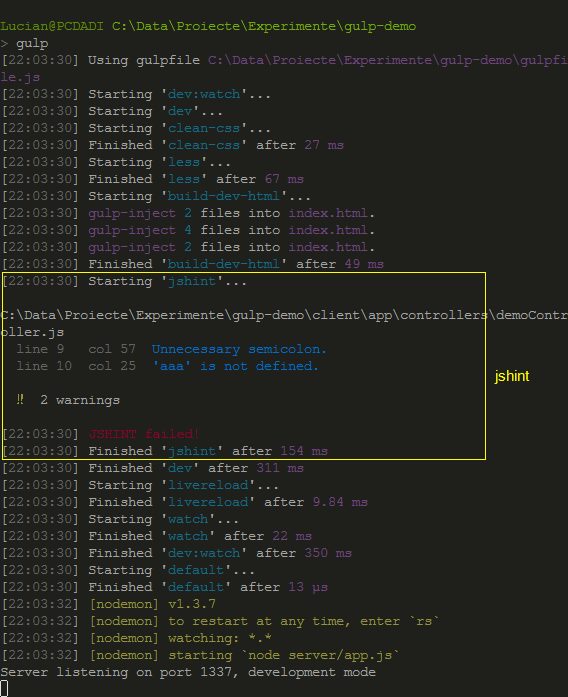 Lucian@PCDADI C:\Data\Proiecte\Experimente\gulp-demo
> gulp
[22:03:30] Using gulpfile C:\Data\Proiecte\Experimente\gulp-demo\gulpfi
le.js
[22:03:30] Starting 'dev:watch'...
[22:03:30] Starting 'dev'...
[22:03:30] Starting 'clean-css'...
[22:03:30] Finished 'clean-css' after 27 ms
[22:03:30] Starting 'less'...
[22:03:30] Finished 'less' after 67 ms
[22:03:30] Starting 'build-dev-html'...
[22:03:30] gulp-inject 2 files into index.html.
[22:03:30] gulp-inject 4 files into index.html.
[22:03:30] gulp-inject 2 files into index.html.
[22:03:30] Finished 'build-dev-html' after 49 ms
[22:03:30] Starting 'jshint'...
C:\Data\Proiecte\Experimente\gulp-demo\client\app\controllers\demoContr
oller.js
line 9 col 57 Unnecessary semicolon.
line 10 col 25 'aaa' is not defined.
jshint
‼ 2 warnings
[22:03:30] JSHINT failed!
[22:03:30] Finished 'jshint' after 154 ms
[22:03:30] Finished 'dev' after 311 ms
[22:03:30] Starting 'livereload'...
[22:03:30] Finished 'livereload' after 9.84 ms
[22:03:30] Starting 'watch'...
[22:03:30] Finished 'watch' after 22 ms
[22:03:30] Finished 'dev:watch' after 350 ms
[22:03:30] Starting 'default'...
[22:03:30] Finished 'default' after 13 μs
[22:03:32] [nodemon] v1.3.7
[22:03:32] [nodemon] to restart at any time, enter `rs`
[22:03:32] [nodemon] watching: *.*
[22:03:32] [nodemon] starting `node server/app.js`
Server listening on port 1337, development mode